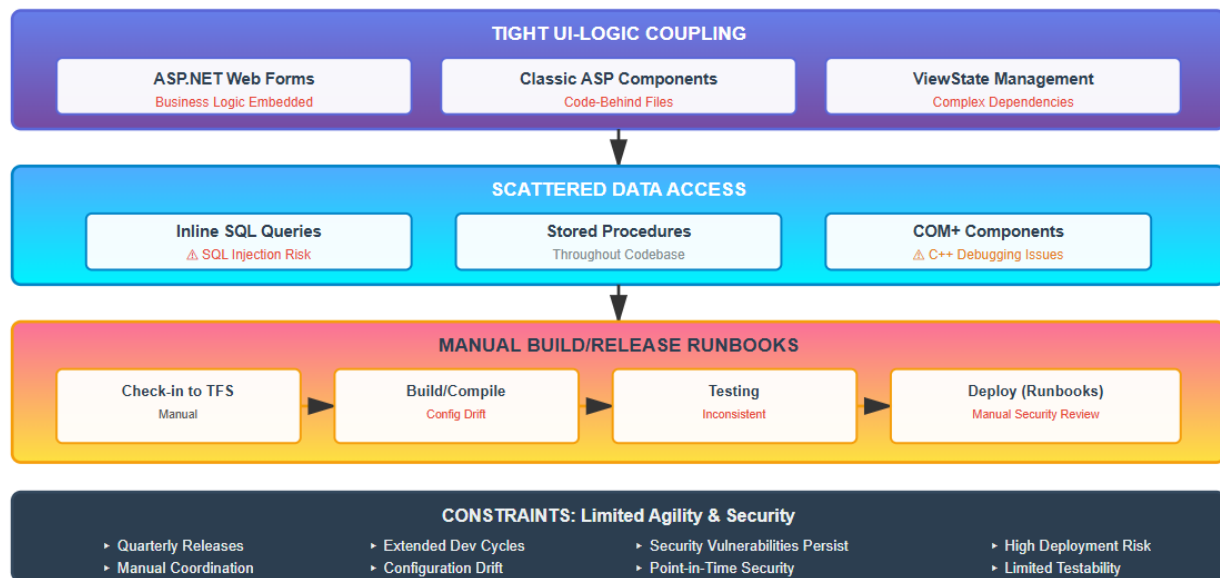 TIGHT UI-LOGIC COUPLING
ASP.NET Web Forms
Business Logic Embedded
Classic ASP Components
Code-Behind Files
ViewState Management
Complex Dependencies
SCATTERED DATA ACCESS
Inline SQL Queries
⚠ SQL Injection Risk
Stored Procedures
Throughout Codebase
COM+ Components
⚠ C++ Debugging Issues
MANUAL BUILD/RELEASE RUNBOOKS
Check-in to TFS
Manual
Build/Compile
Config Drift
Testing
Inconsistent
Deploy (Runbooks)
Manual Security Review
CONSTRAINTS: Limited Agility & Security
‣ Quarterly Releases
‣ Manual Coordination
‣ Extended Dev Cycles
‣ Configuration Drift
‣ Security Vulnerabilities Persist
‣ Point-in-Time Security
‣ High Deployment Risk
‣ Limited Testability